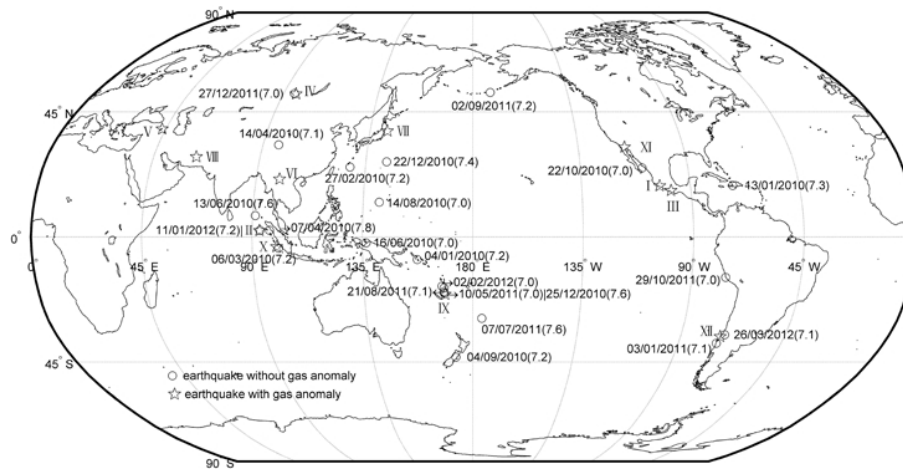 90° N
27/12/2011(7.0) IV
02/09/2011(7.2)
45° N
V
VII
14/04/2010(7.1)
VIII
XI
22/12/2010(7.4)
VI
27/02/2010(7.2)
22/10/2010(7.0)
I
13/01/2010(7.3)
13/06/2010(7.6)
14/08/2010(7.0)
III
11/01/2012(7.2)|II
07/04/2010(7.8)
0°
X
16/06/2010(7.0)
06/03/2010(7.2)
04/01/2010(7.2)
0° E
45° E
90° E
135° E
180° E
135° W
90° W
45° W
02/02/2012(7.0)
29/10/2011(7.0)
21/08/2011(7.1)
10/05/2011(7.0)|25/12/2010(7.6)
IX
07/07/2011(7.6)
XII
26/03/2012(7.1)
03/01/2011(7.1)
04/09/2010(7.2)
45° S
earthquake without gas anomaly
earthquake with gas anomaly
90° S